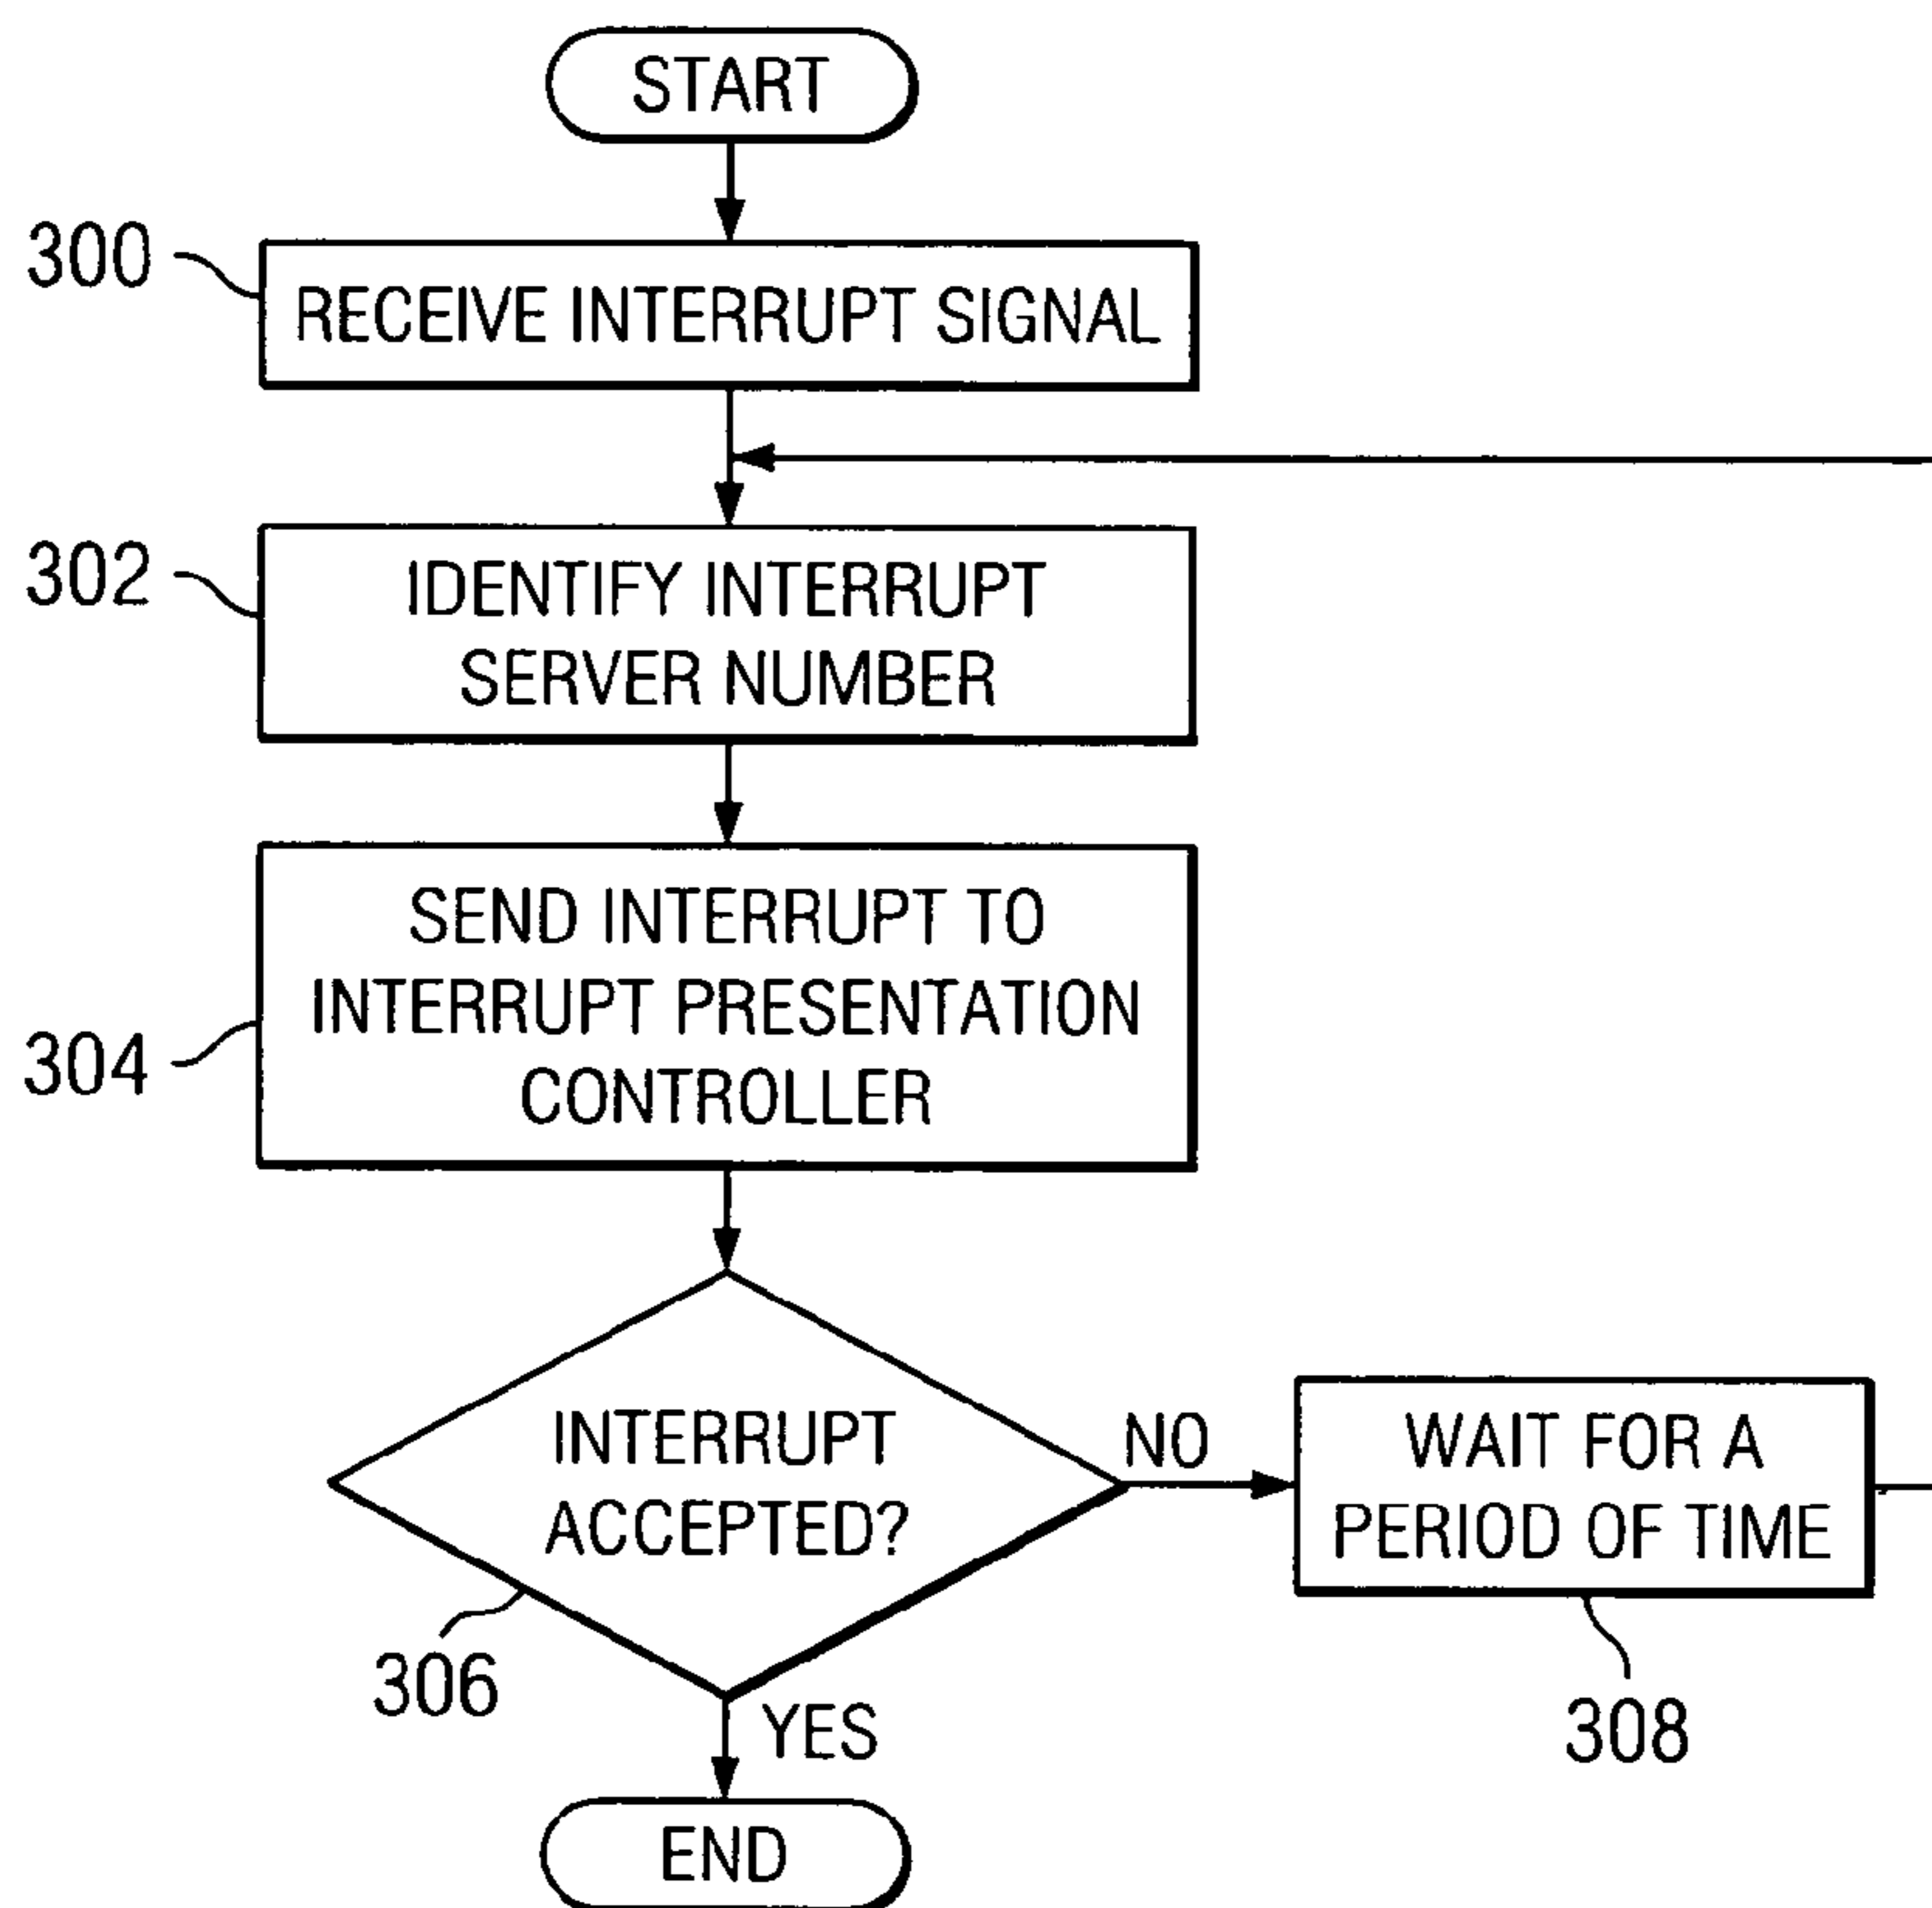 START
300
RECEIVE INTERRUPT SIGNAL
302
IDENTIFY INTERRUPT
SERVER NUMBER
304
SEND INTERRUPT TO
INTERRUPT PRESENTATION
CONTROLLER
INTERRUPT
ACCEPTED?
306
NO
WAIT FOR A
PERIOD OF TIME
308
YES
END